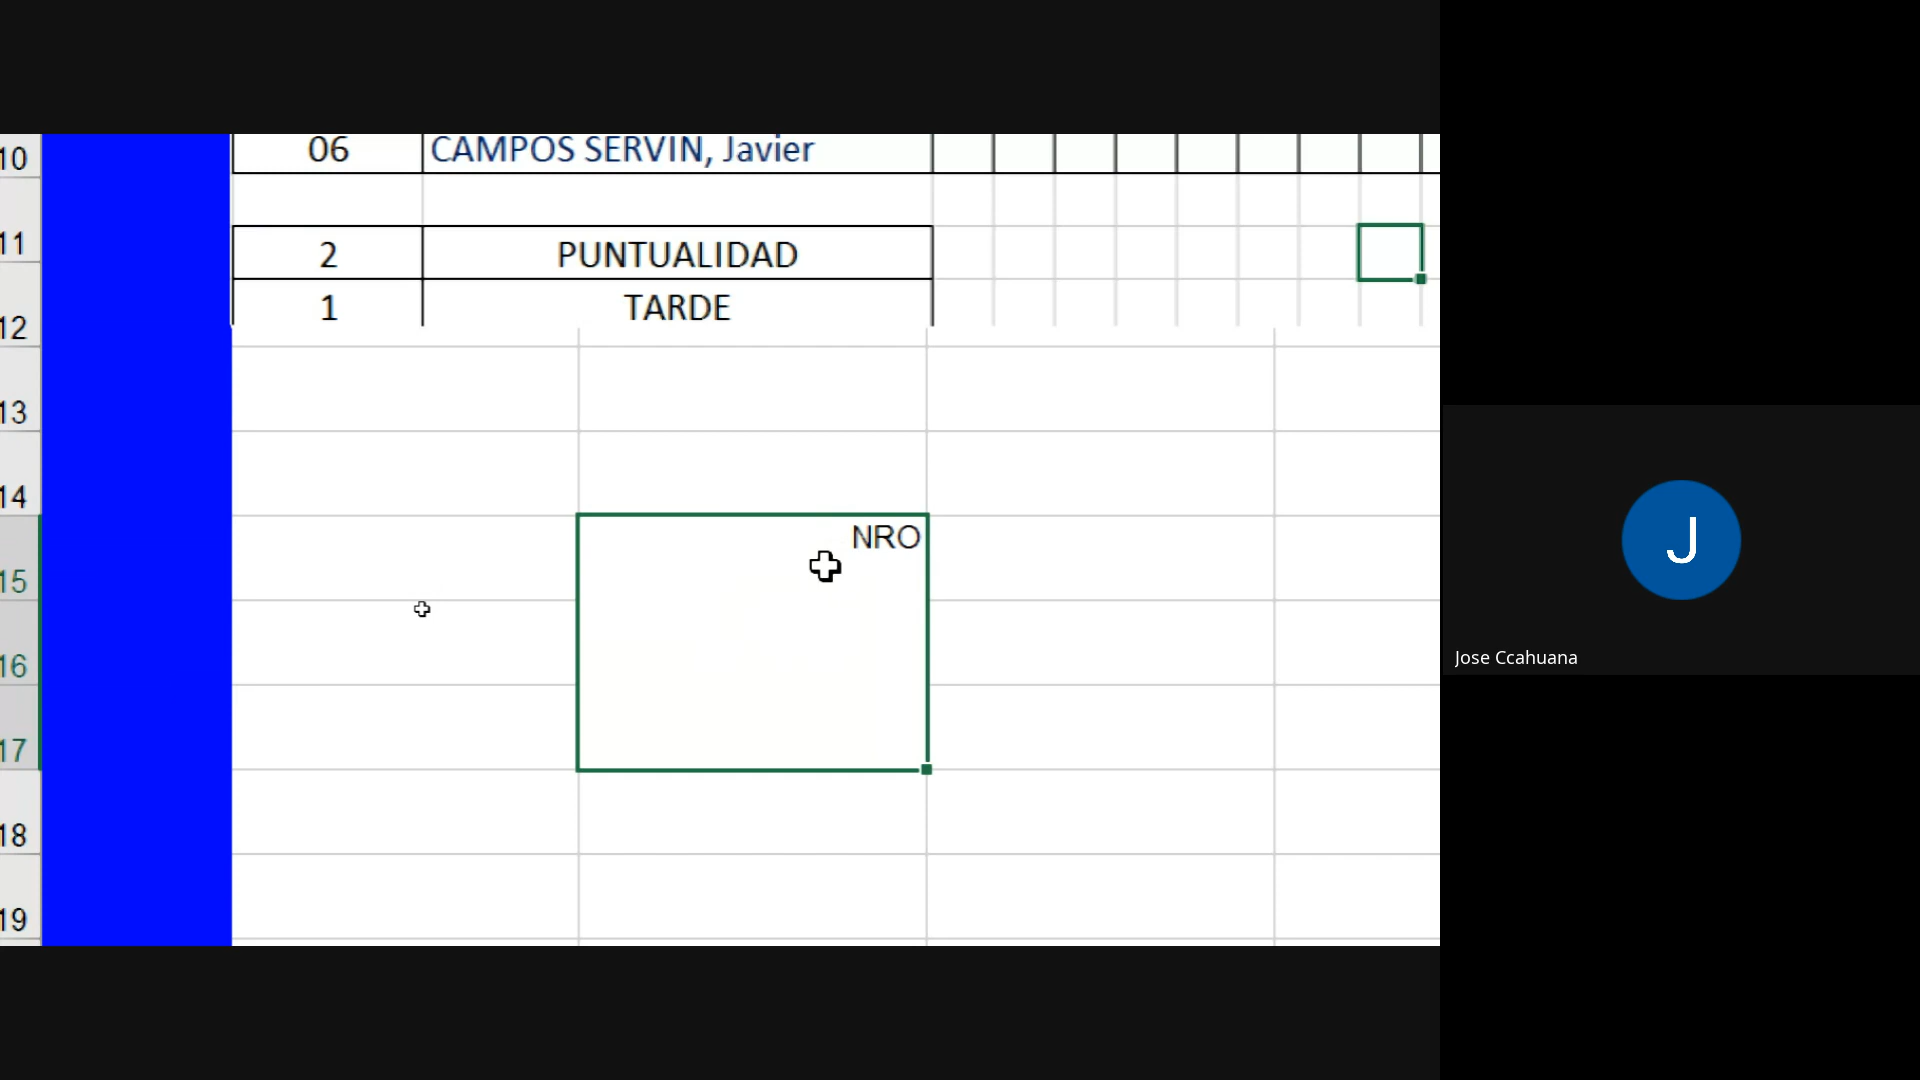 10
06 CAMPOS SERVIN, Javier
11
2 PUNTUALIDAD
12
1 TARDE
13
14
NRO
15
16
17
18
19
J
Jose Ccahuana